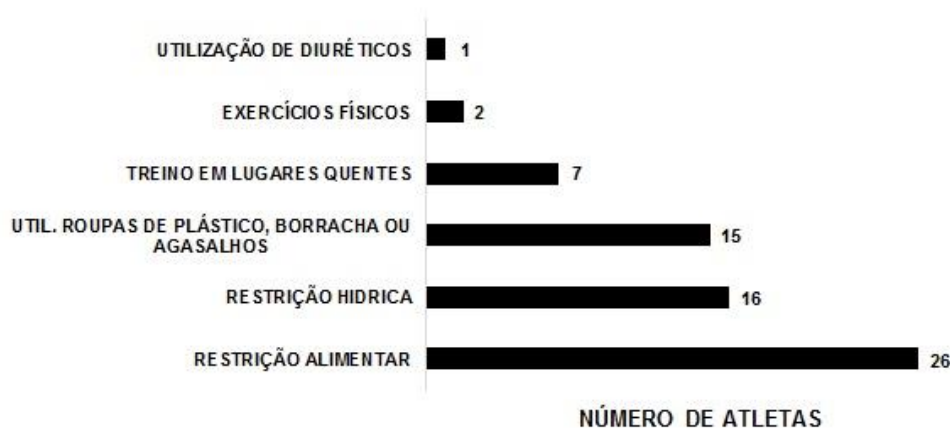 UTILIZAÇÃO DE DIURÉTICOS 1
EXERCÍCIOS FÍSICOS 2
TREINO EM LUGARES QUENTES 7
UTIL. ROUPAS DE PLÁSTICO, BORRACHA OU
AGASALHOS 15
RESTRIÇÃO HIDRICA 16
RESTRIÇÃO ALIMENTAR 26
NÚMERO DE ATLETAS